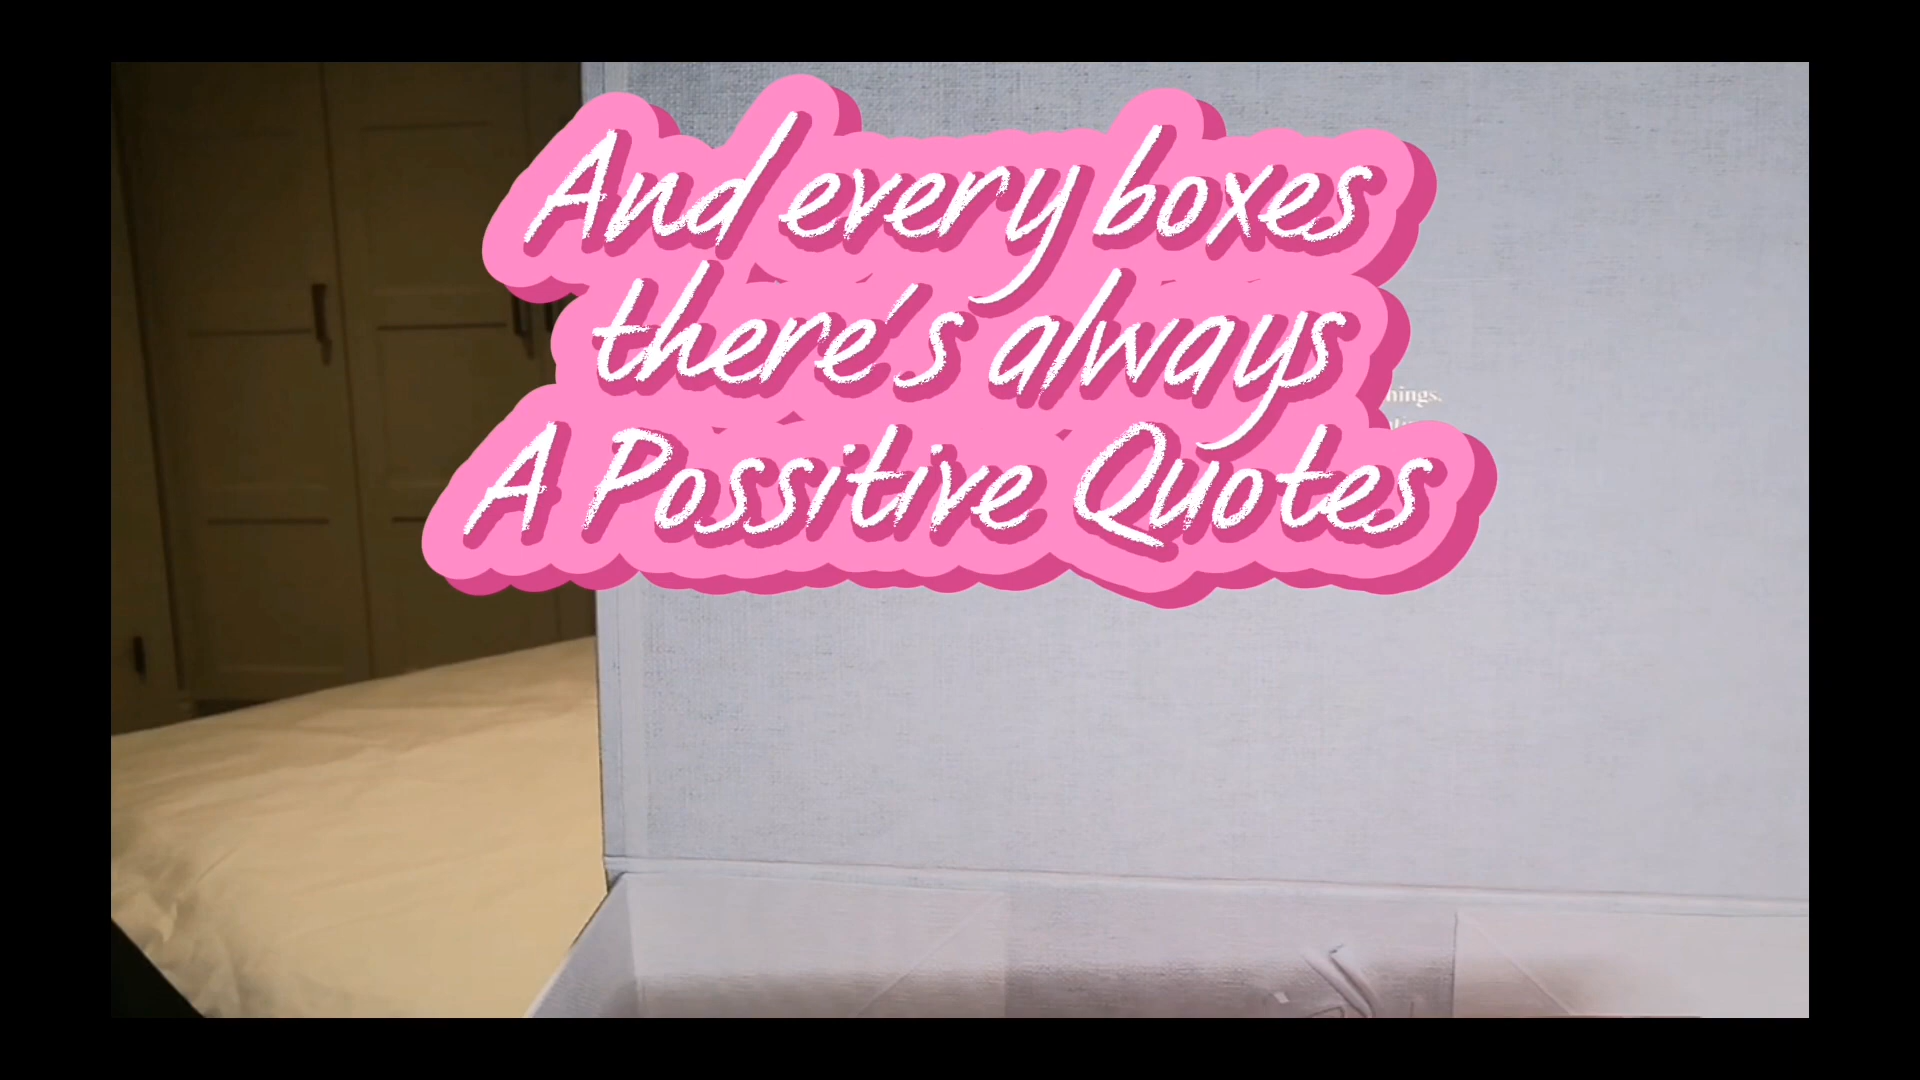 And every boxes
there's always
A Possitive Quotes